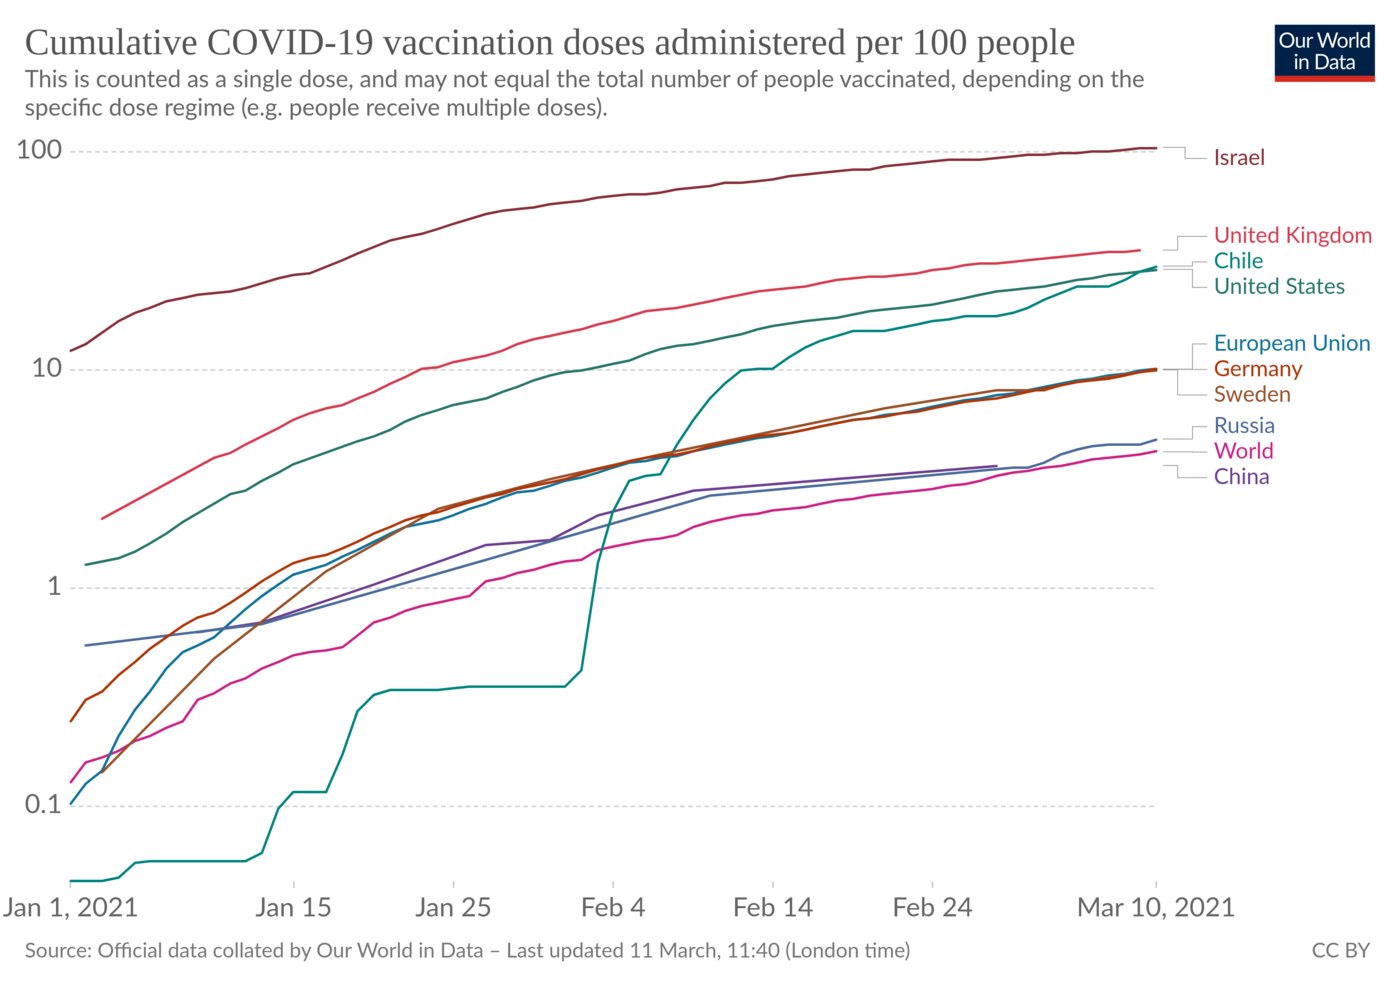 Cumulative COVID-19 vaccination doses administered per 100 people
Our World
in Data
This is counted as a single dose, and may not equal the total number of people vaccinated, depending on the
specific dose regime (e.g. people receive multiple doses).
100
Israel
United Kingdom
Chile
United States
European Union
10
Germany
Sweden
Russia
World
China
1
0.1
Jan 1, 2021
Jan 15
Jan 25
Feb 4
Feb 14
Feb 24
Mar 10, 2021
Source: Official data collated by Our World in Data – Last updated 11 March, 11:40 (London time)
CC BY